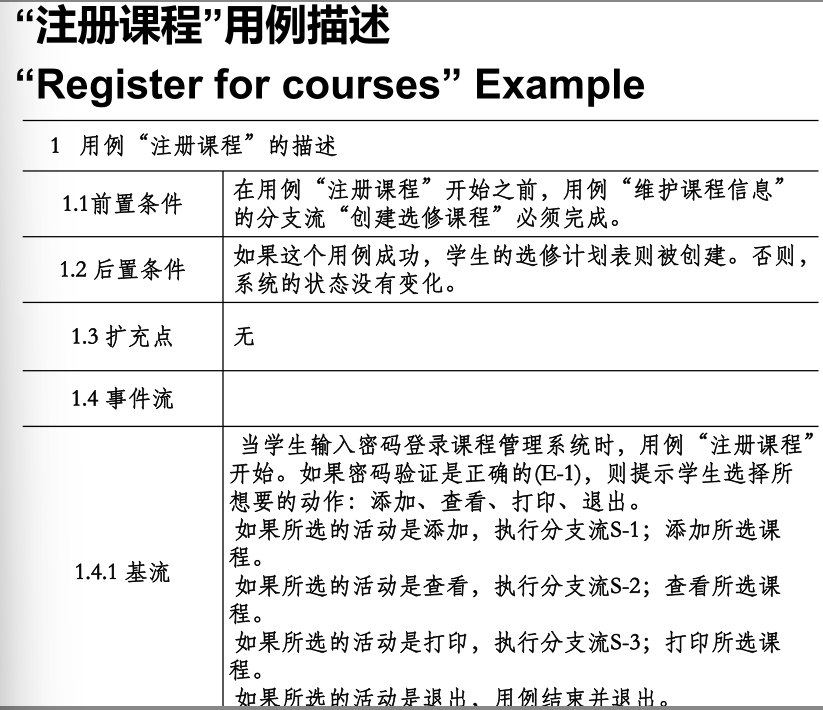 “注册课程”用例描述
“Register for courses” Example
1 用例“注册课程”的描述
1.1前置条件
在用例“注册课程”开始之前，用例“维护课程信息”
的分支流“创建选修课程”必须完成。
1.2 后置条件
如果这个用例成功，学生的选修计划表则被创建。否则，
系统的状态没有变化。
1.3 扩充点
无
1.4 事件流
1.4.1 基流
当学生输入密码登录课程管理系统时，用例“注册课程”
开始。如果密码验证是正确的(E-1)，则提示学生选择所
想要的动作：添加、查看、打印、退出。
如果所选的活动是添加，执行分支流S-1；添加所选课
程。
如果所选的活动是查看，执行分支流S-2；查看所选课
程。
如果所选的活动是打印，执行分支流S-3；打印所选课
程。
如果所选的活动是退出，用例结束并退出。